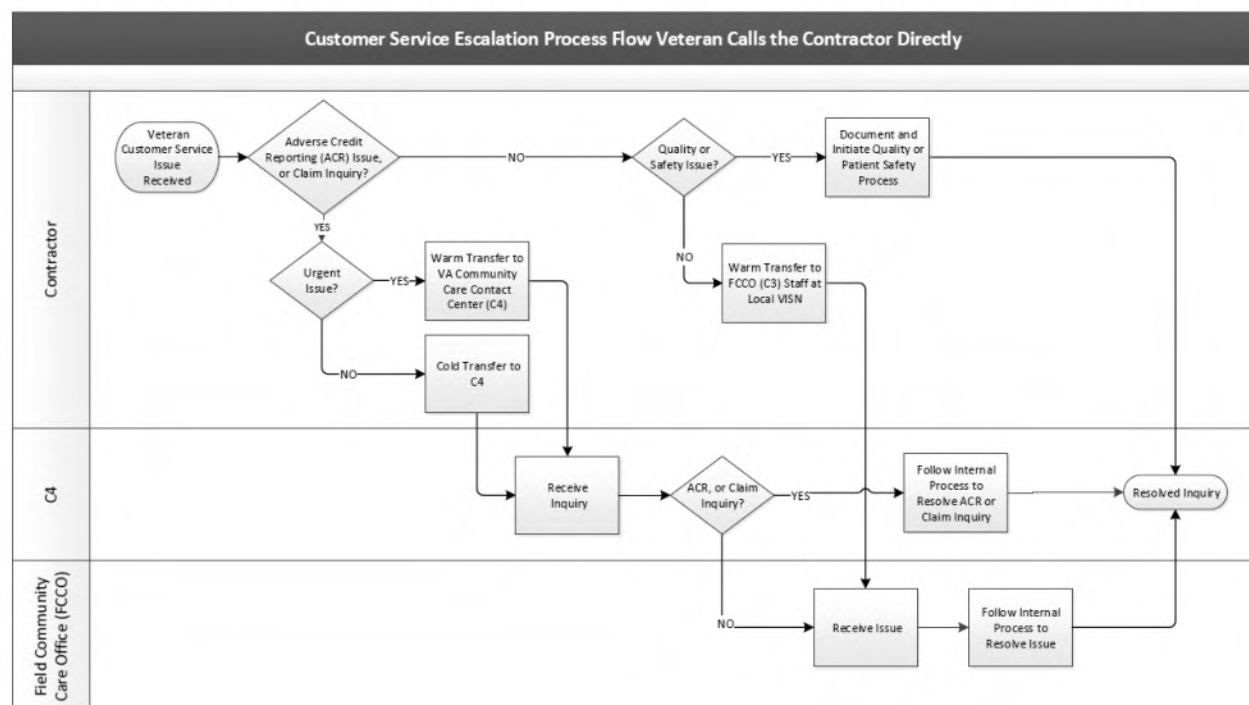 Customer Service Escalation Process Flow Veteran Calls the Contractor Directly
Contractor
Veteran
Customer Service
Issue
Received
Adverse Credit
Reporting (ACR) Issue,
or Claim Inquiry?
NO
Quality or
Safety Issue?
YES
Document and
Initiate Quality or
Patient Safety
Process
YES
Urgent
Issue?
YES
Warm Transfer to
VA Community
Care Contact
Center (C4)
NO
Warm Transfer to
FCCO (C3) Staff at
Local VISN
NO
Cold Transfer to
C4
C4
Receive
Inquiry
ACR, or Claim
Inquiry?
YES
Follow Internal
Process to
Resolve ACR or
Claim Inquiry
Resolved Inquiry
Field Community
Care Office (FCCO)
NO
Receive Issue
Follow Internal
Process to
Resolve Issue